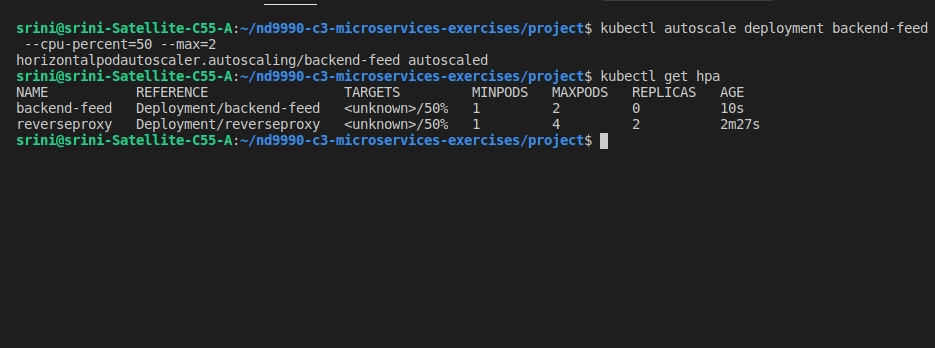 srini@srini-Satellite-C55-A:~/nd9990-c3-microservices-exercises/project$ kubectl autoscale deployment backend-feed
 --cpu-percent=50 --max=2
horizontalpodautoscaler.autoscaling/backend-feed autoscaled
srini@srini-Satellite-C55-A:~/nd9990-c3-microservices-exercises/project$ kubectl get hpa
NAME           REFERENCE                 TARGETS         MINPODS   MAXPODS   REPLICAS   AGE
backend-feed   Deployment/backend-feed   <unknown>/50%   1         2         0          10s
reverseproxy   Deployment/reverseproxy   <unknown>/50%   1         4         2          2m27s
srini@srini-Satellite-C55-A:~/nd9990-c3-microservices-exercises/project$